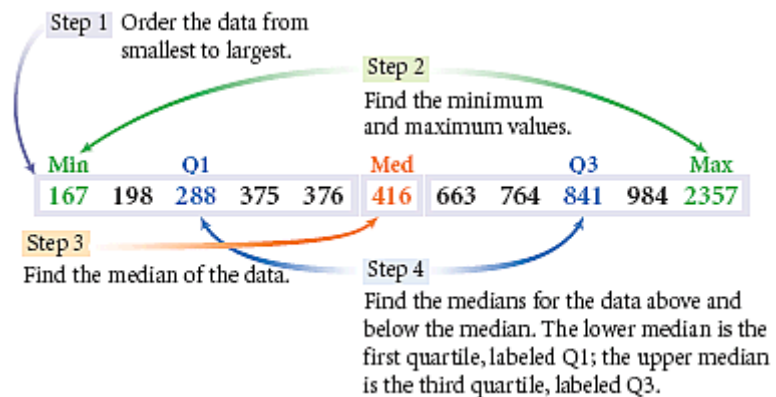 Step 1 Order the data from
smallest to largest.
Step 2
Find the minimum
and maximum values.
Min Q1 Med Q3 Max
167 198 288 375 376 416 663 764 841 984 2357
Step 3
Find the median of the data.
Step 4
Find the medians for the data above and
below the median. The lower median is the
first quartile, labeled Q1; the upper median
is the third quartile, labeled Q3.